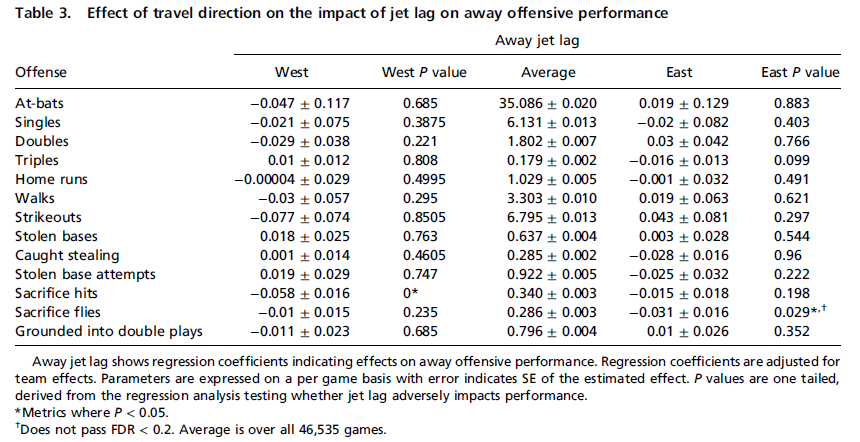 Table 3. Effect of travel direction on the impact of jet lag on away offensive performance
Away jet lag
Offense West West P value Average East East P value
At-bats −0.047 ± 0.117 0.685 35.086 ± 0.020 0.019 ± 0.129 0.883
Singles −0.021 ± 0.075 0.3875 6.131 ± 0.013 −0.02 ± 0.082 0.403
Doubles −0.029 ± 0.038 0.221 1.802 ± 0.007 0.03 ± 0.042 0.766
Triples 0.01 ± 0.012 0.808 0.179 ± 0.002 −0.016 ± 0.013 0.099
Home runs −0.00004 ± 0.029 0.4995 1.029 ± 0.005 −0.001 ± 0.032 0.491
Walks −0.03 ± 0.057 0.295 3.303 ± 0.010 0.019 ± 0.063 0.621
Strikeouts −0.077 ± 0.074 0.8505 6.795 ± 0.013 0.043 ± 0.081 0.297
Stolen bases 0.018 ± 0.025 0.763 0.637 ± 0.004 0.003 ± 0.028 0.544
Caught stealing 0.001 ± 0.014 0.4605 0.285 ± 0.002 −0.028 ± 0.016 0.96
Stolen base attempts 0.019 ± 0.029 0.747 0.922 ± 0.005 −0.025 ± 0.032 0.222
Sacrifice hits −0.058 ± 0.016 0* 0.340 ± 0.003 −0.015 ± 0.018 0.198
Sacrifice flies −0.01 ± 0.015 0.235 0.286 ± 0.003 −0.031 ± 0.016 0.029*,†
Grounded into double plays −0.011 ± 0.023 0.685 0.796 ± 0.004 0.01 ± 0.026 0.352
Away jet lag shows regression coefficients indicating effects on away offensive performance. Regression coefficients are adjusted for
team effects. Parameters are expressed on a per game basis with error indicates SE of the estimated effect. P values are one tailed,
derived from the regression analysis testing whether jet lag adversely impacts performance.
*Metrics where P < 0.05.
†Does not pass FDR < 0.2. Average is over all 46,535 games.